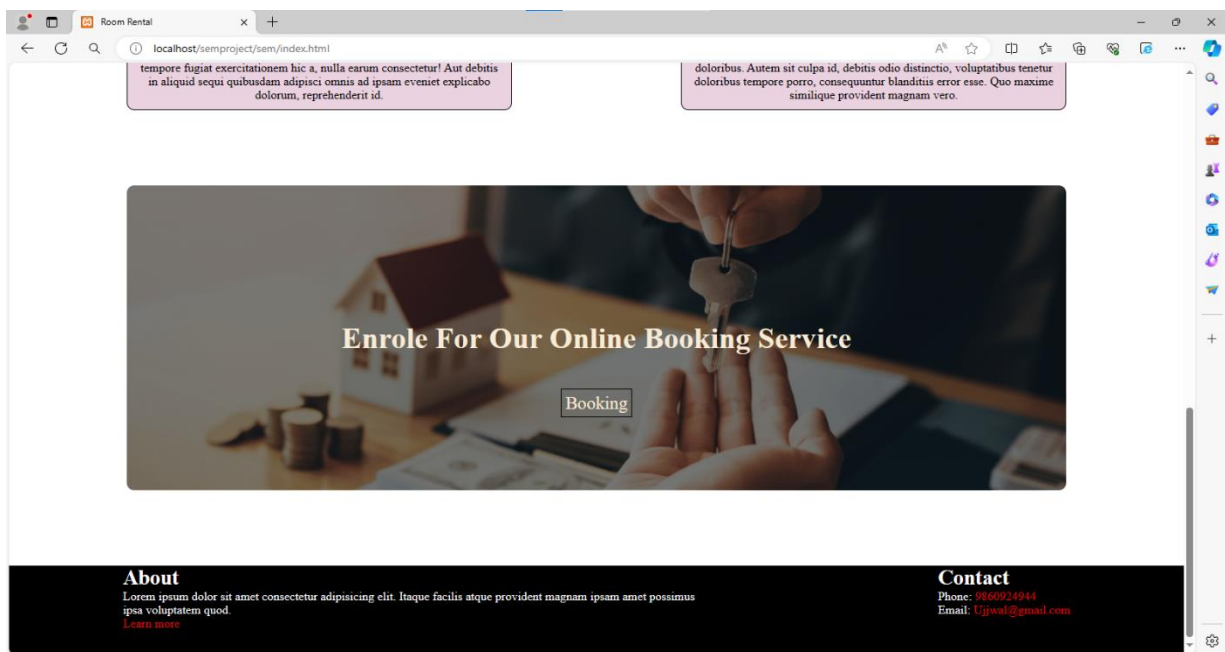 Room Rental
localhost/semproject/sem/index.html
tempore fugiat exercitationem hic a, nulla earum consectetur! Aut debitis
in aliquid sequi quibusdam adipisci omnis ad ipsam eveniet explicabo
dolorum, reprehenderit id.
doloribus. Autem sit culpa id, debitis odio distinctio, voluptatibus tenetur
doloribus tempore porro, consequuntur blanditiis error esse. Quo maxime
similique provident magnam vero.
Enrole For Our Online Booking Service
Booking
About
Lorem ipsum dolor sit amet consectetur adipisicing elit. Itaque facilis atque provident magnam ipsam amet possimus
ipsa voluptatem quod.
Learn more
Contact
Phone: 9860924944
Email: Ujjwal@gmail.com